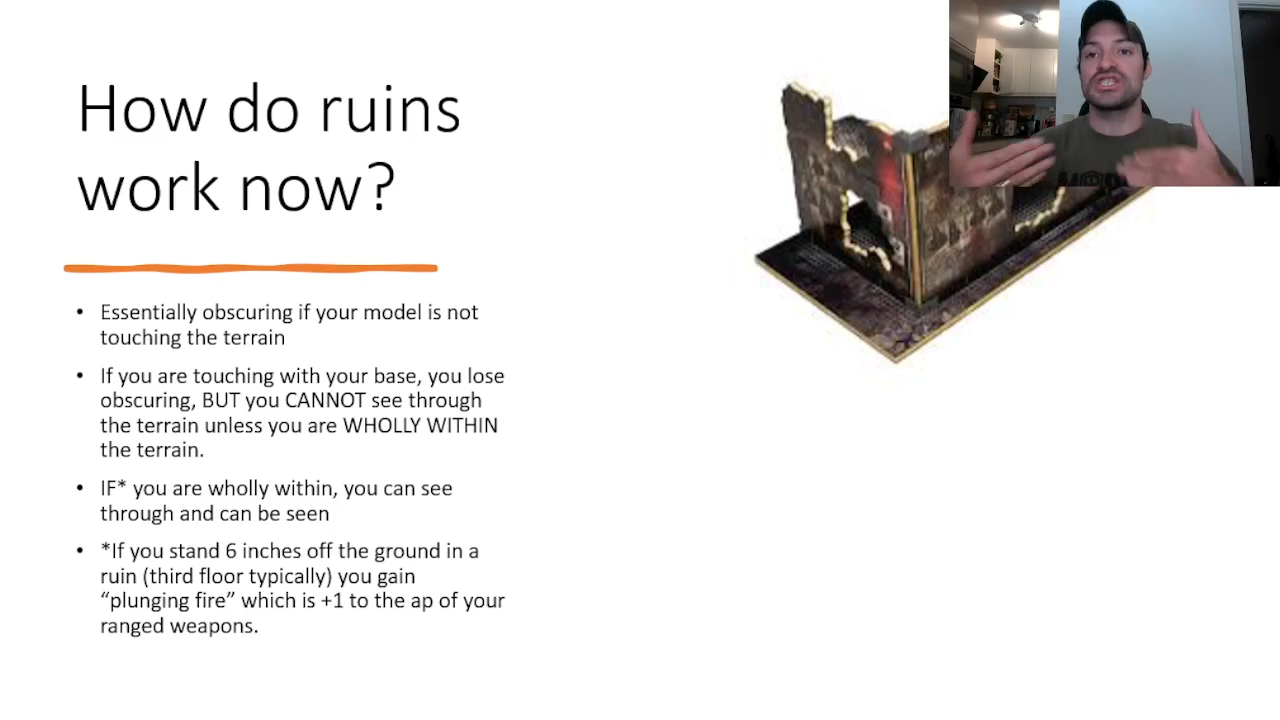 How do ruins
work now?
• Essentially obscuring if your model is not
touching the terrain
• If you are touching with your base, you lose
obscuring, BUT you CANNOT see through
the terrain unless you are WHOLLY WITHIN
the terrain.
• IF* you are wholly within, you can see
through and can be seen
• *If you stand 6 inches off the ground in a
ruin (third floor typically) you gain
“plunging fire” which is +1 to the ap of your
ranged weapons.